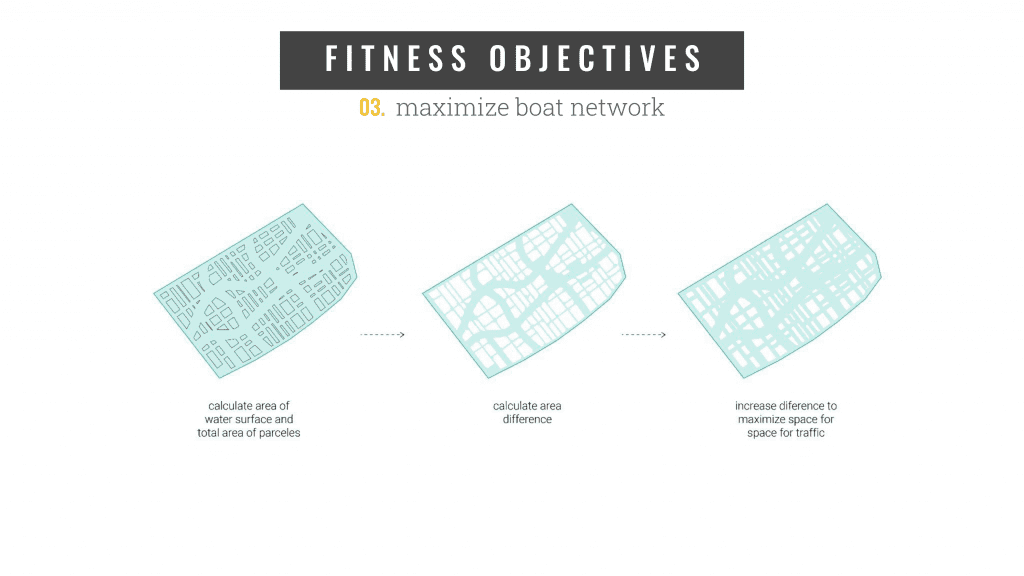 FITNESS OBJECTIVES
03. maximize boat network
calculate area of
water surface and
total area of parceles
calculate area
difference
increase diference to
maximize space for
space for traffic